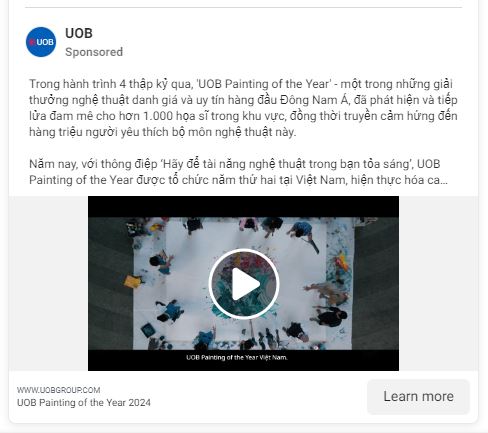 UOB
UOB
Sponsored
Trong hành trình 4 thập kỷ qua, 'UOB Painting of the Year' - một trong những giải
thưởng nghệ thuật danh giá và uy tín hàng đầu Đông Nam Á, đã phát hiện và tiếp
lửa đam mê cho hơn 1.000 họa sĩ trong khu vực, đồng thời truyền cảm hứng đến
hàng triệu người yêu thích bộ môn nghệ thuật này.
Năm nay, với thông điệp ‘Hãy để tài năng nghệ thuật trong bạn tỏa sáng’, UOB
Painting of the Year được tổ chức năm thứ hai tại Việt Nam, hiện thực hóa ca...
UOB Painting of the Year Việt Nam.
WWW.UOBGROUP.COM
UOB Painting of the Year 2024
Learn more